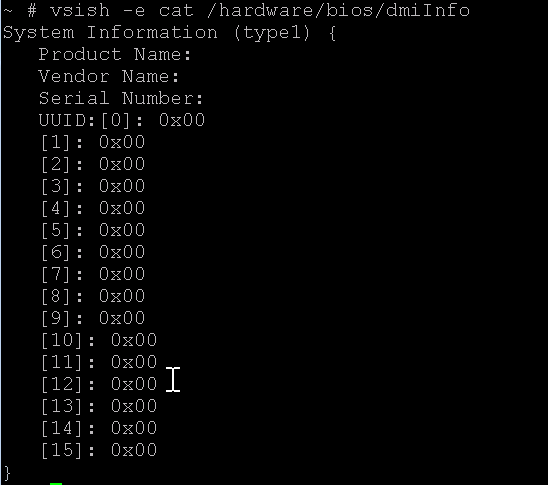 ~ # vsish -e cat /hardware/bios/dmiInfo
System Information (type1) {
Product Name:
Vendor Name:
Serial Number:
UUID:[0]: 0x00
[1]: 0x00
[2]: 0x00
[3]: 0x00
[4]: 0x00
[5]: 0x00
[6]: 0x00
[7]: 0x00
[8]: 0x00
[9]: 0x00
[10]: 0x00
[11]: 0x00
[12]: 0x00
[13]: 0x00
[14]: 0x00
[15]: 0x00
}